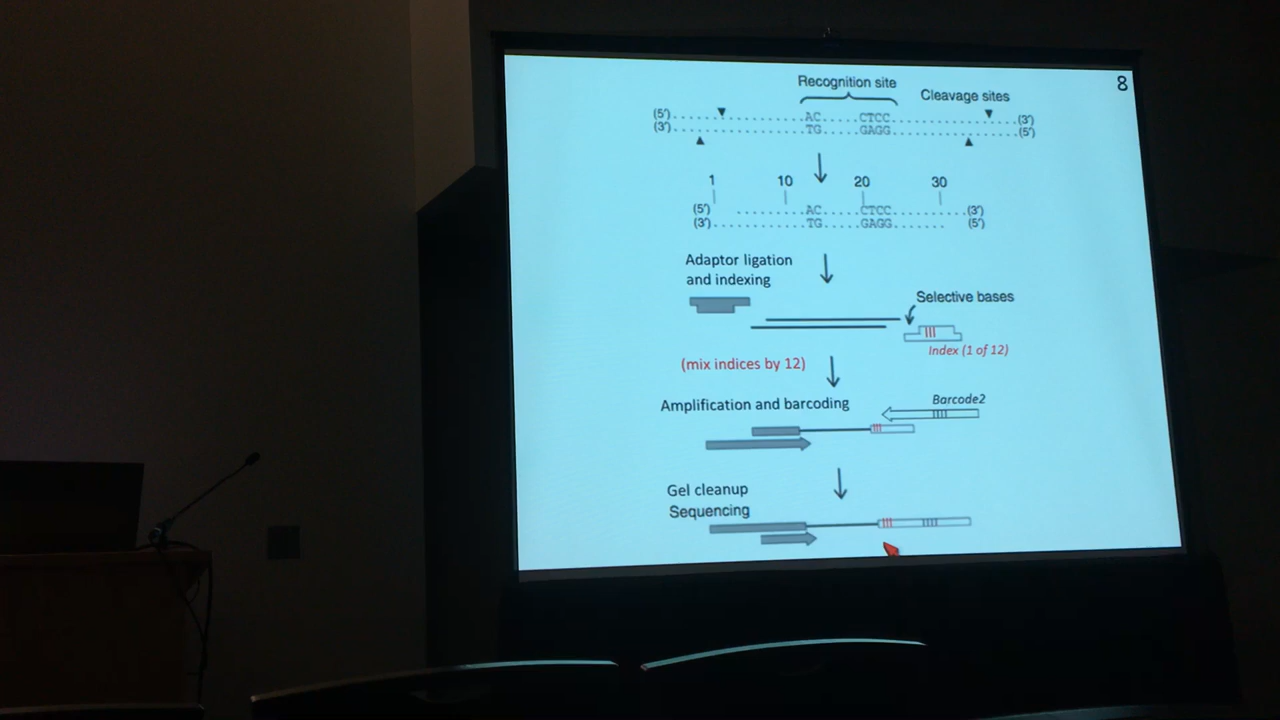 8
Recognition site
Cleavage sites
(5') . . . . . . . . . . . . . . . . . AC . . . . . CTCC . . . . . . . . . . . . . . . . . (3')
(3') . . . . . . . . . . . . . . . . . TG . . . . . GAGG . . . . . . . . . . . . . . . . . (5')
1 10 20 30
(5') . . . . . . . . . AC . . . . . CTCC . . . . . . . . . . (3')
(3') . . . . . . . . . . . . TG . . . . . GAGG . . . . . . . (5')
Adaptor ligation
and indexing
Selective bases
Index (1 of 12)
(mix indices by 12)
Amplification and barcoding
Barcode2
Gel cleanup
Sequencing